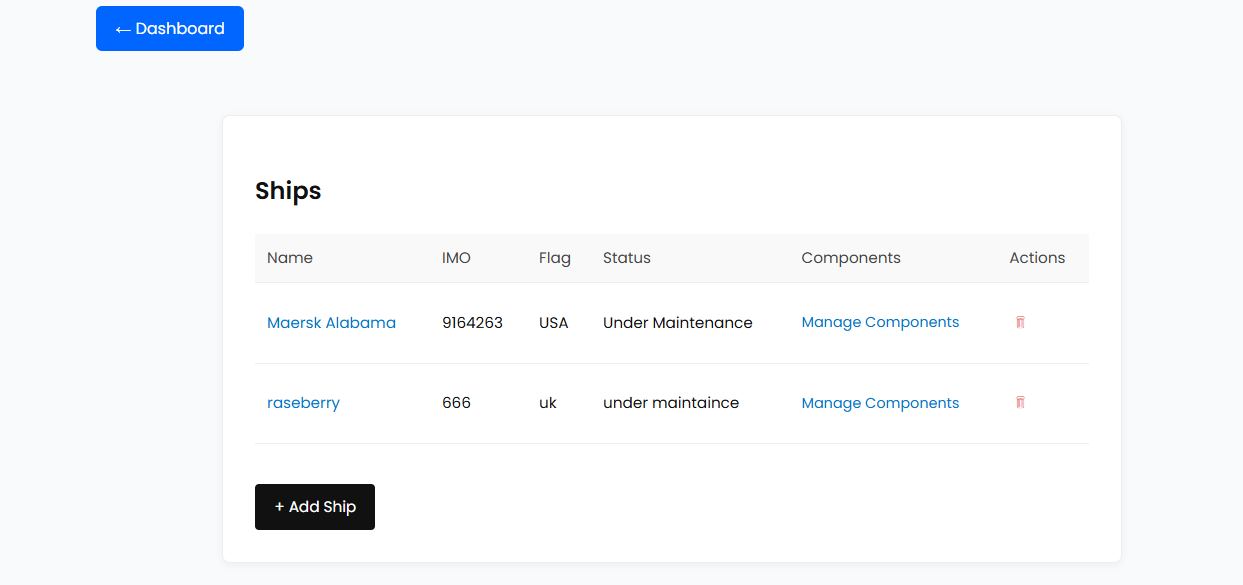 ← Dashboard
Ships
Name IMO Flag Status Components Actions
Maersk Alabama 9164263 USA Under Maintenance Manage Components
raseberry 666 uk under maintaince Manage Components
+ Add Ship